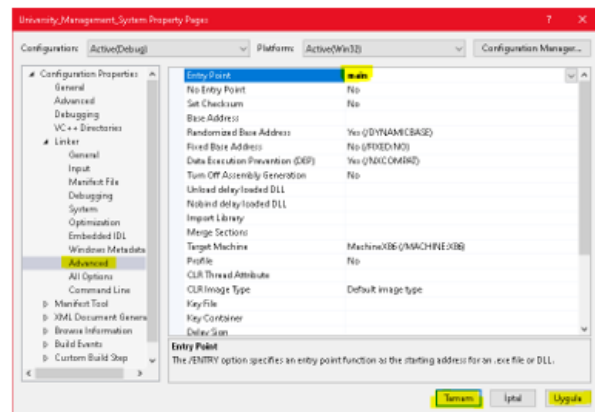 University_Management_System Property Pages ? ×
Configuration: Active(Debug) Platform: Active(Win32) Configuration Manager...
Configuration Properties
General
Advanced
Debugging
VC++ Directories
Linker
General
Input
Manifest File
Debugging
System
Optimization
Embedded IDL
Windows Metadata
Advanced
All Options
Command Line
Manifest Tool
XML Document Genera
Browse Information
Build Events
Custom Build Step
Entry Point main
No Entry Point No
Set Checksum No
Base Address
Randomized Base Address Yes (/DYNAMICBASE)
Fixed Base Address No (/FIXED:NO)
Data Execution Prevention (DEP) Yes (/NXCOMPAT)
Turn Off Assembly Generation No
Unload delay loaded DLL
Nobind delay loaded DLL
Import Library
Merge Sections
Target Machine MachineX86 (/MACHINE:X86)
Profile No
CLR Thread Attribute
CLR Image Type Default image type
Key File
Key Container
Delay Sign
Entry Point
The /ENTRY option specifies an entry point function as the starting address for an .exe file or DLL.
Tamam İptal Uygula